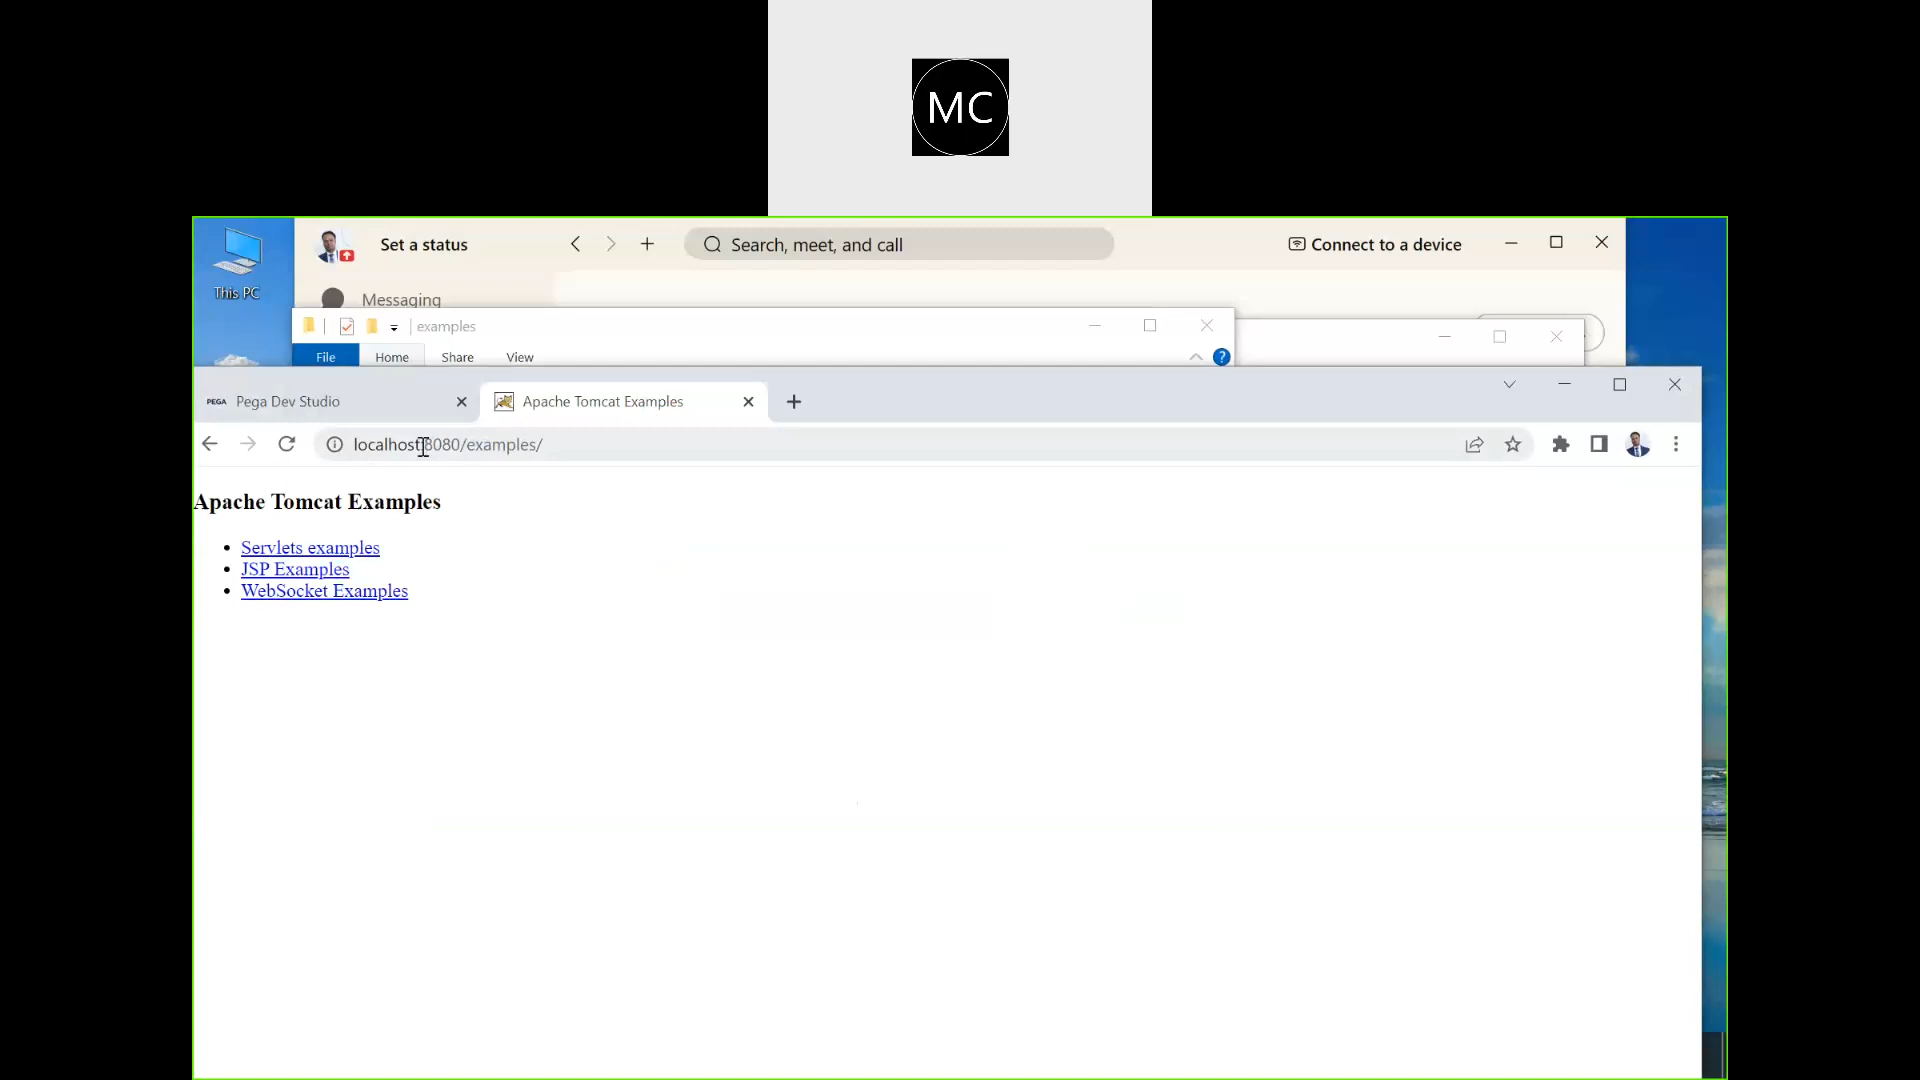 MC
Set a status
Search, meet, and call
Connect to a device
This PC
Messaging
examples
File
Home
Share
View
?
PEGA
Pega Dev Studio
Apache Tomcat Examples
localhost:8080/examples/
Apache Tomcat Examples
Servlets examples
JSP Examples
WebSocket Examples